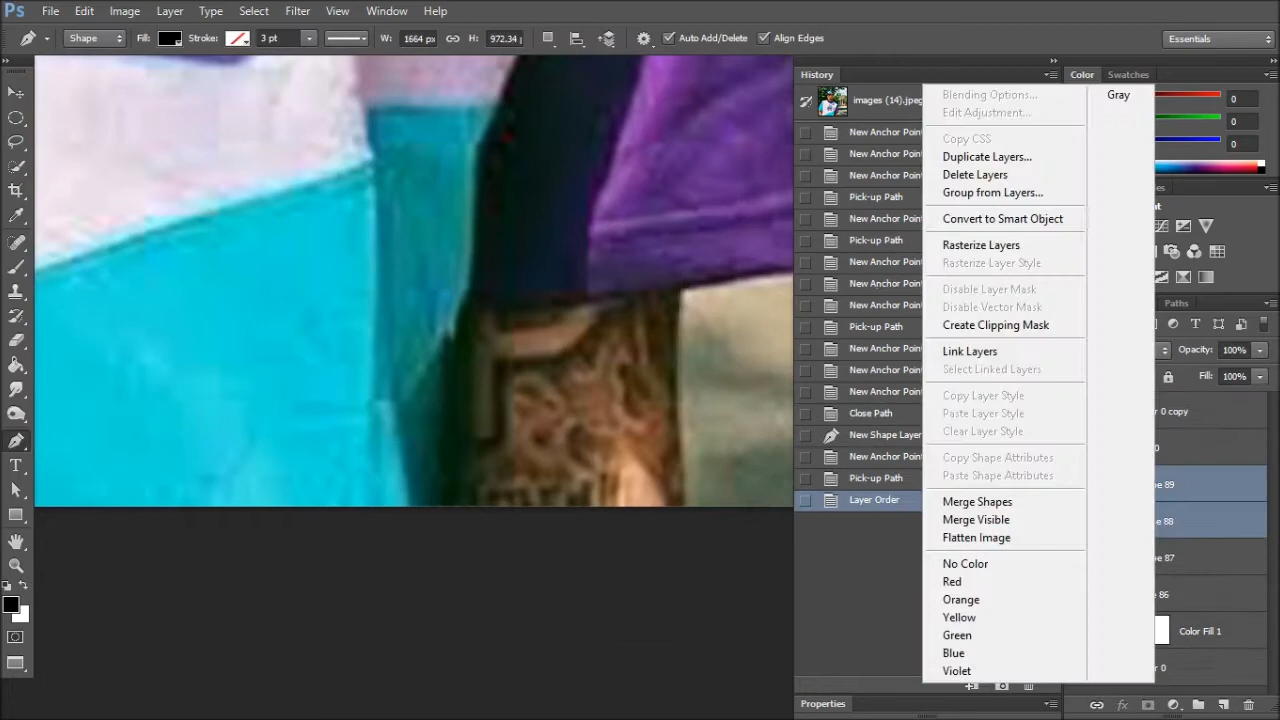 Ps File Edit Image Layer Type Select Filter View Window Help
Shape Fill: Stroke: 3 pt W: 1664 px H: 972.34 Auto Add/Delete Align Edges Essentials
History
images (14).jpeg
New Anchor Point
New Anchor Point
New Anchor Point
Pick-up Path
New Anchor Point
Pick-up Path
New Anchor Point
New Anchor Point
New Anchor Point
Pick-up Path
New Anchor Point
New Anchor Point
New Anchor Point
Close Path
New Shape Layer
New Anchor Point
Pick-up Path
Layer Order
Properties
Blending Options...
Edit Adjustment...
Copy CSS
Duplicate Layers...
Delete Layers
Group from Layers...
Convert to Smart Object
Rasterize Layers
Rasterize Layer Style
Disable Layer Mask
Disable Vector Mask
Create Clipping Mask
Link Layers
Select Linked Layers
Copy Layer Style
Paste Layer Style
Clear Layer Style
Copy Shape Attributes
Paste Shape Attributes
Merge Shapes
Merge Visible
Flatten Image
No Color
Red
Orange
Yellow
Green
Blue
Violet
Gray
Color Swatches
0
0
0
Paths
Opacity: 100%
Fill: 100%
0 copy
0
89
88
87
86
Color Fill 1
0